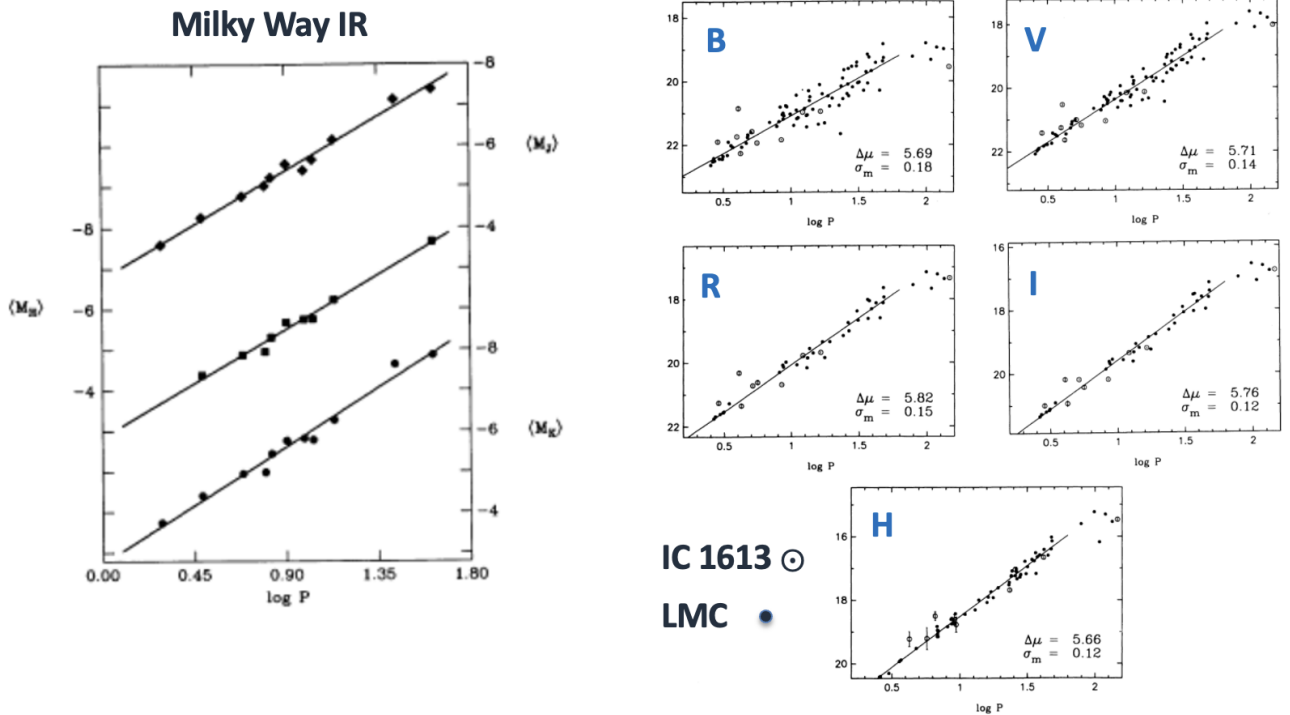 Milky Way IR
−8
⟨M_J⟩
−6
−4
−8
⟨M_H⟩
−6
−4
−8
⟨M_K⟩
−6
−4
0.00 0.45 0.90 1.35 1.80
log P
B
18
20
22
Δμ = 5.69
σ_m = 0.18
0.5 1 1.5 2
log P
V
18
20
22
Δμ = 5.71
σ_m = 0.14
0.5 1 1.5 2
log P
R
18
20
22
Δμ = 5.82
σ_m = 0.15
0.5 1 1.5 2
log P
I
16
18
20
Δμ = 5.76
σ_m = 0.12
0.5 1 1.5 2
log P
IC 1613 ⊙
LMC ●
H
16
18
20
Δμ = 5.66
σ_m = 0.12
0.5 1 1.5 2
log P